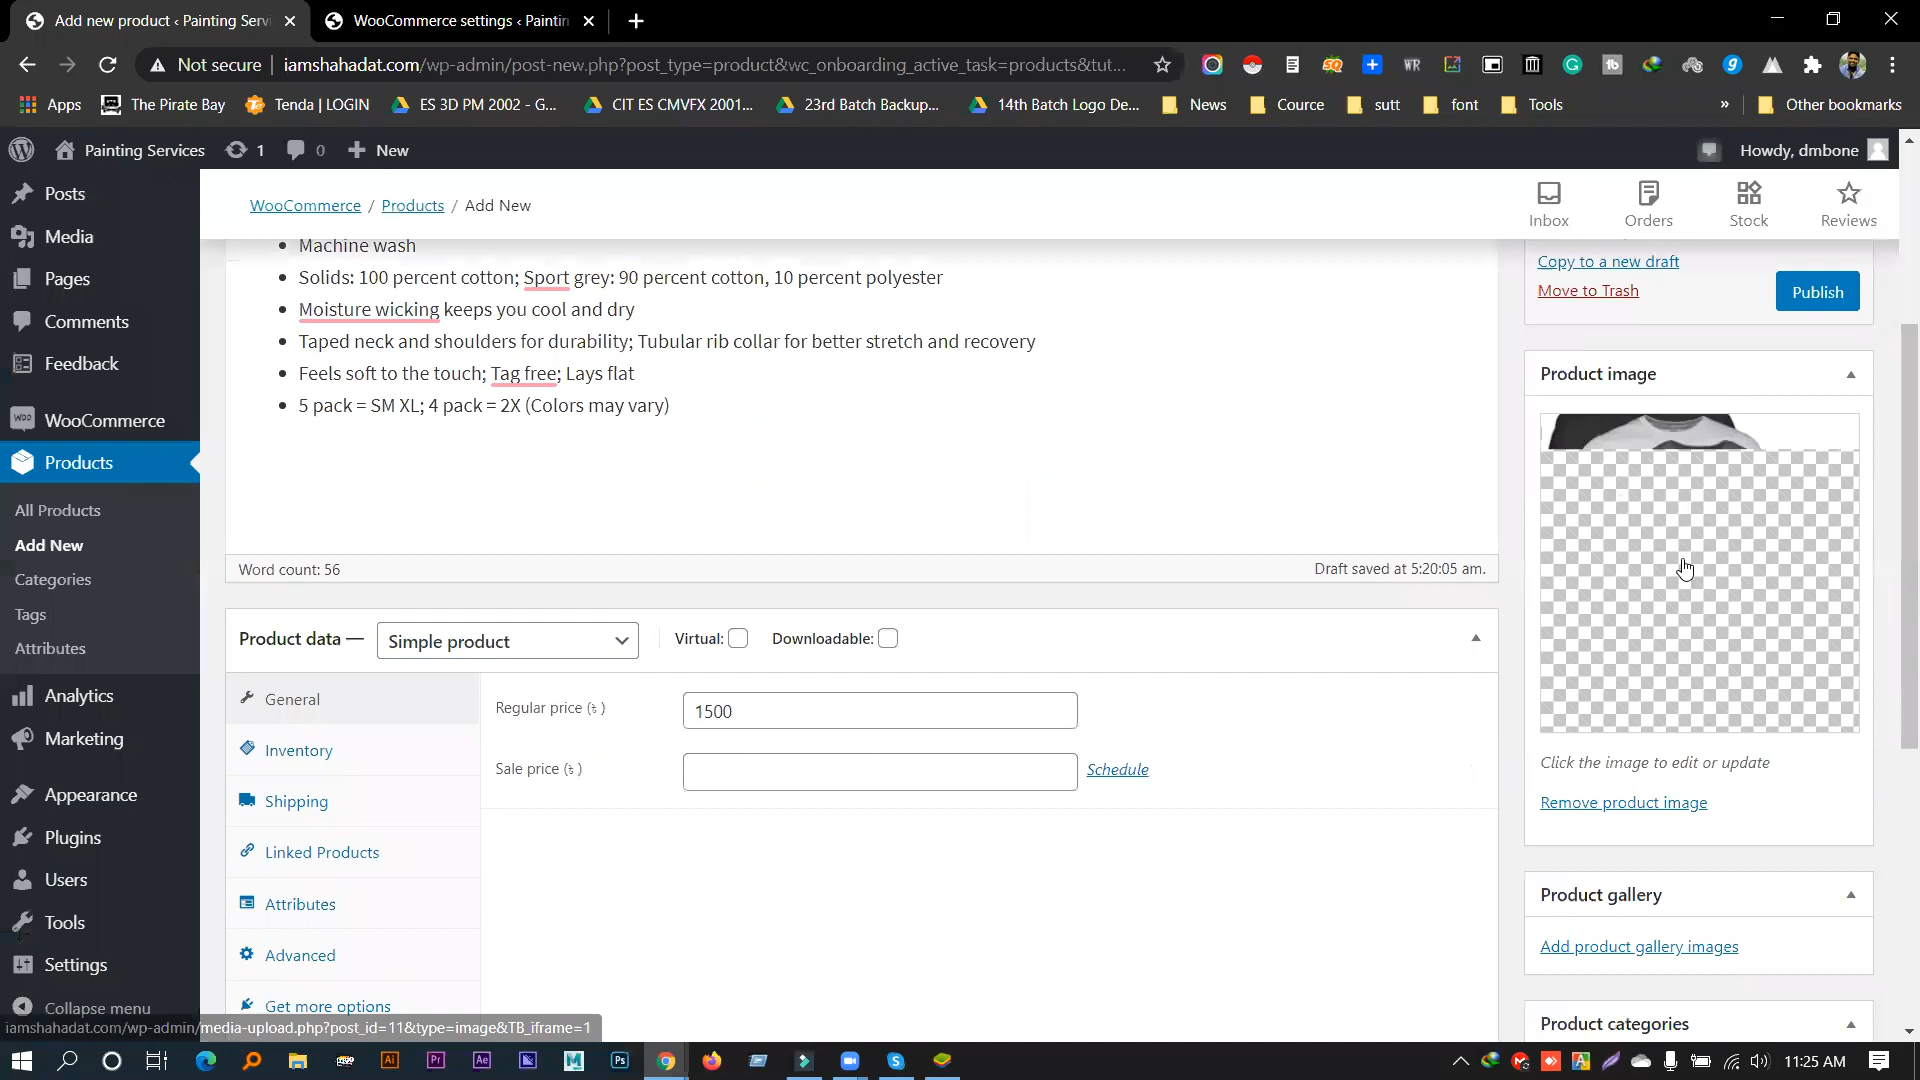 Add new product ‹ Painting Servi
WooCommerce settings ‹ Paintin
Not secure
iamshahadat.com/wp-admin/post-new.php?post_type=product&wc_onboarding_active_task=products&tut...
Apps
The Pirate Bay
Tenda | LOGIN
ES 3D PM 2002 - G...
CIT ES CMVFX 2001...
23rd Batch Backup...
14th Batch Logo De...
News
Cource
sutt
font
Tools
»
Other bookmarks
Painting Services
1
0
New
Howdy, dmbone
Posts
Media
Pages
Comments
Feedback
WooCommerce
Products
All Products
Add New
Categories
Tags
Attributes
Analytics
Marketing
Appearance
Plugins
Users
Tools
Settings
Collapse menu
WooCommerce / Products / Add New
Inbox
Orders
Stock
Reviews
• Machine wash
• Solids: 100 percent cotton; Sport grey: 90 percent cotton, 10 percent polyester
• Moisture wicking keeps you cool and dry
• Taped neck and shoulders for durability; Tubular rib collar for better stretch and recovery
• Feels soft to the touch; Tag free; Lays flat
• 5 pack = SM XL; 4 pack = 2X (Colors may vary)
Word count: 56
Draft saved at 5:20:05 am.
Product data —
Simple product
Virtual:
Downloadable:
General
Inventory
Shipping
Linked Products
Attributes
Advanced
Get more options
Regular price (৳ )
1500
Sale price (৳ )
Schedule
Copy to a new draft
Move to Trash
Publish
Product image
Click the image to edit or update
Remove product image
Product gallery
Add product gallery images
Product categories
iamshahadat.com/wp-admin/media-upload.php?post_id=11&type=image&TB_iframe=1
11:25 AM